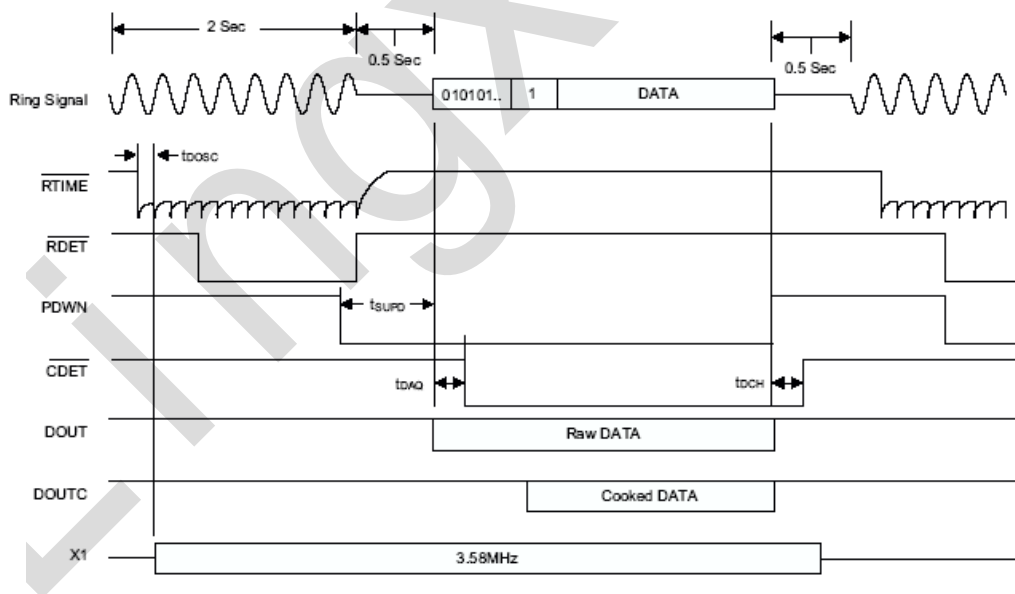 2 Sec
0.5 Sec
0.5 Sec
Ring Signal
010101.. 1 DATA
tDOSC
RTIME
RDET
PDWN
tSUPD
CDET
tDAQ
tDCH
DOUT
Raw DATA
DOUTC
Cooked DATA
X1
3.58MHz